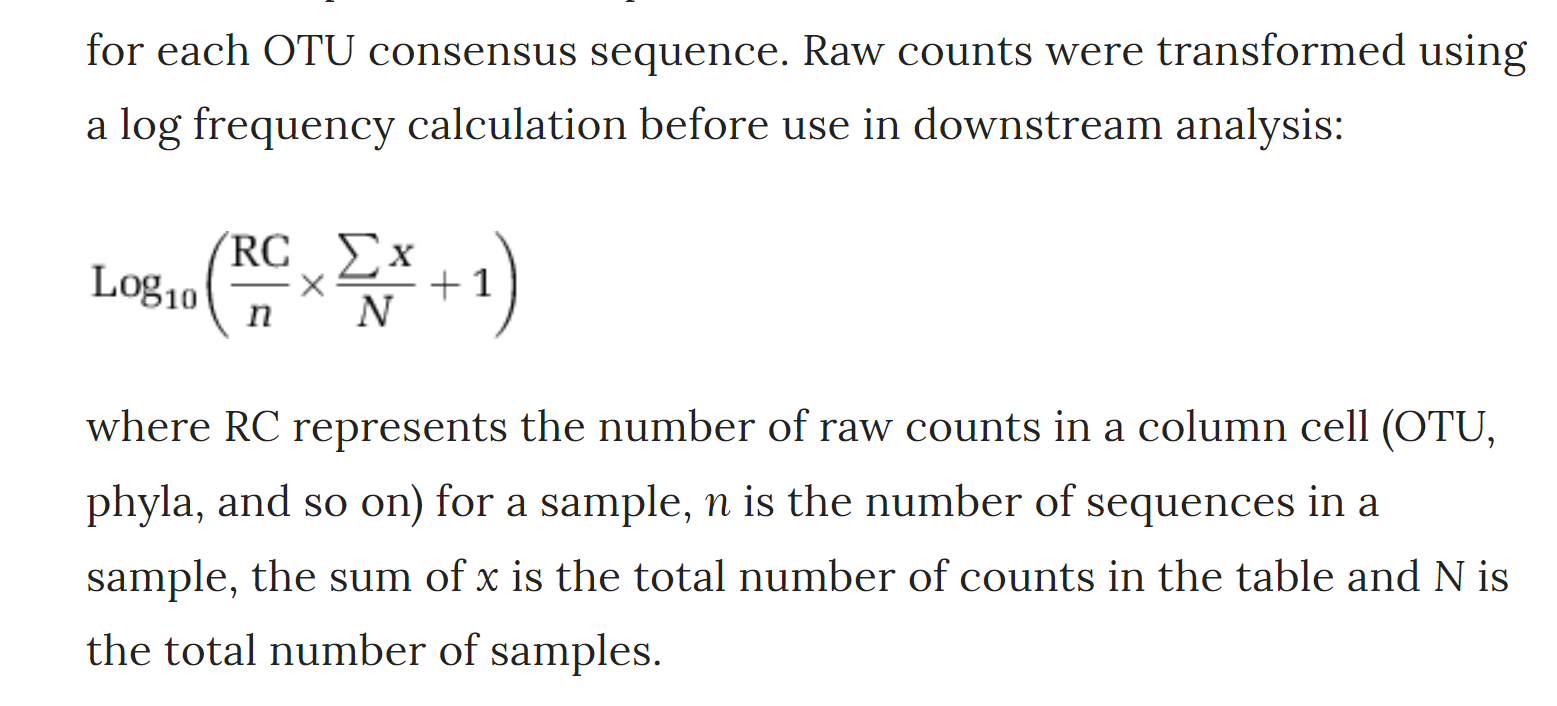 for each OTU consensus sequence. Raw counts were transformed using
a log frequency calculation before use in downstream analysis:
Log₁₀(RC/n × ∑x/N + 1)
where RC represents the number of raw counts in a column cell (OTU,
phyla, and so on) for a sample, n is the number of sequences in a
sample, the sum of x is the total number of counts in the table and N is
the total number of samples.